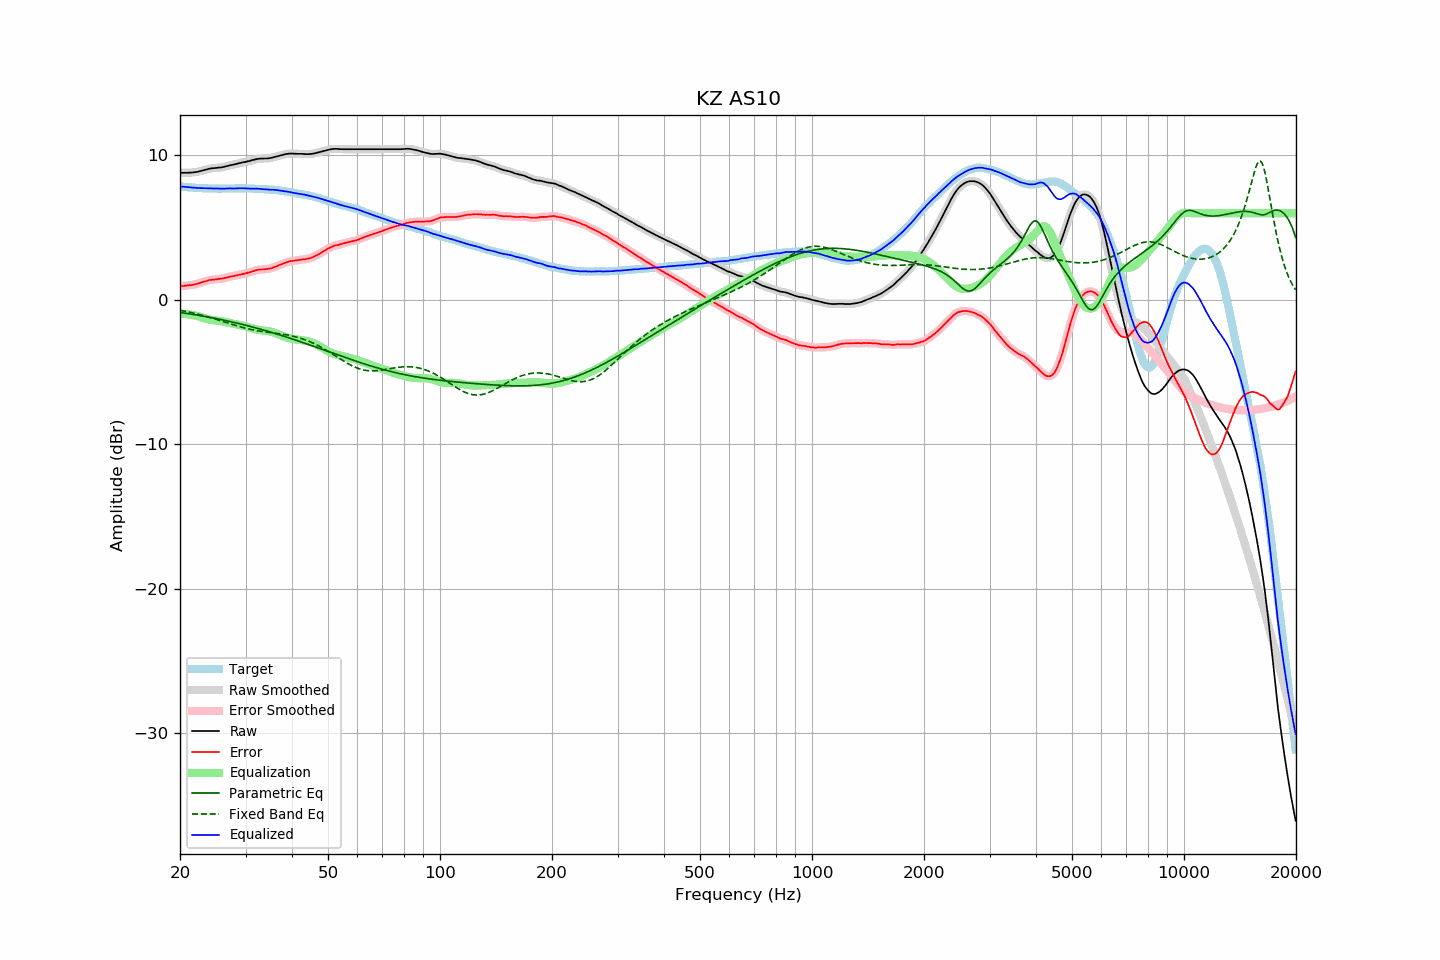 KZ AS10
10
0
−10
−20
−30
Amplitude (dBr)
Target
Raw Smoothed
Error Smoothed
Raw
Error
Equalization
Parametric Eq
Fixed Band Eq
Equalized
20 50 100 200 500 1000 2000 5000 10000 20000
Frequency (Hz)